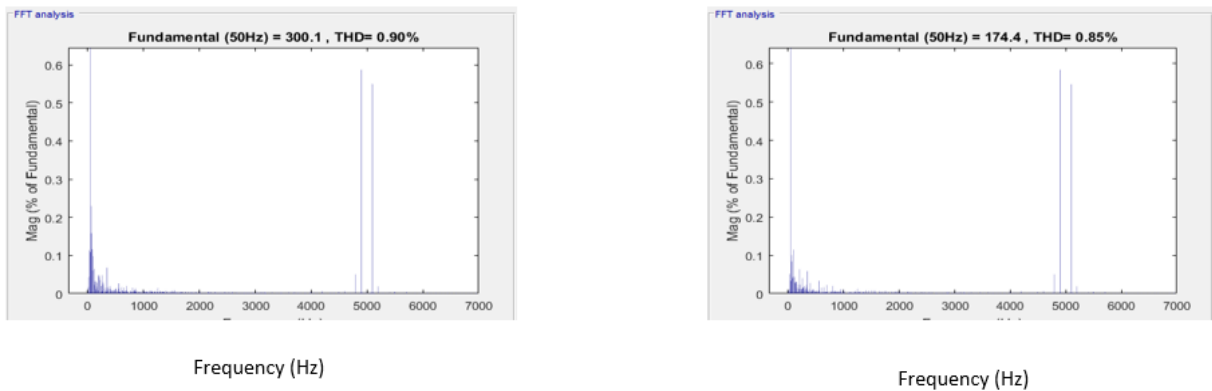 FFT analysis
Fundamental (50Hz) = 300.1 , THD= 0.90%
Mag (% of Fundamental)
0.6
0.5
0.4
0.3
0.2
0.1
0
0 1000 2000 3000 4000 5000 6000 7000
Frequency (Hz)
FFT analysis
Fundamental (50Hz) = 174.4 , THD= 0.85%
Mag (% of Fundamental)
0.6
0.5
0.4
0.3
0.2
0.1
0
0 1000 2000 3000 4000 5000 6000 7000
Frequency (Hz)